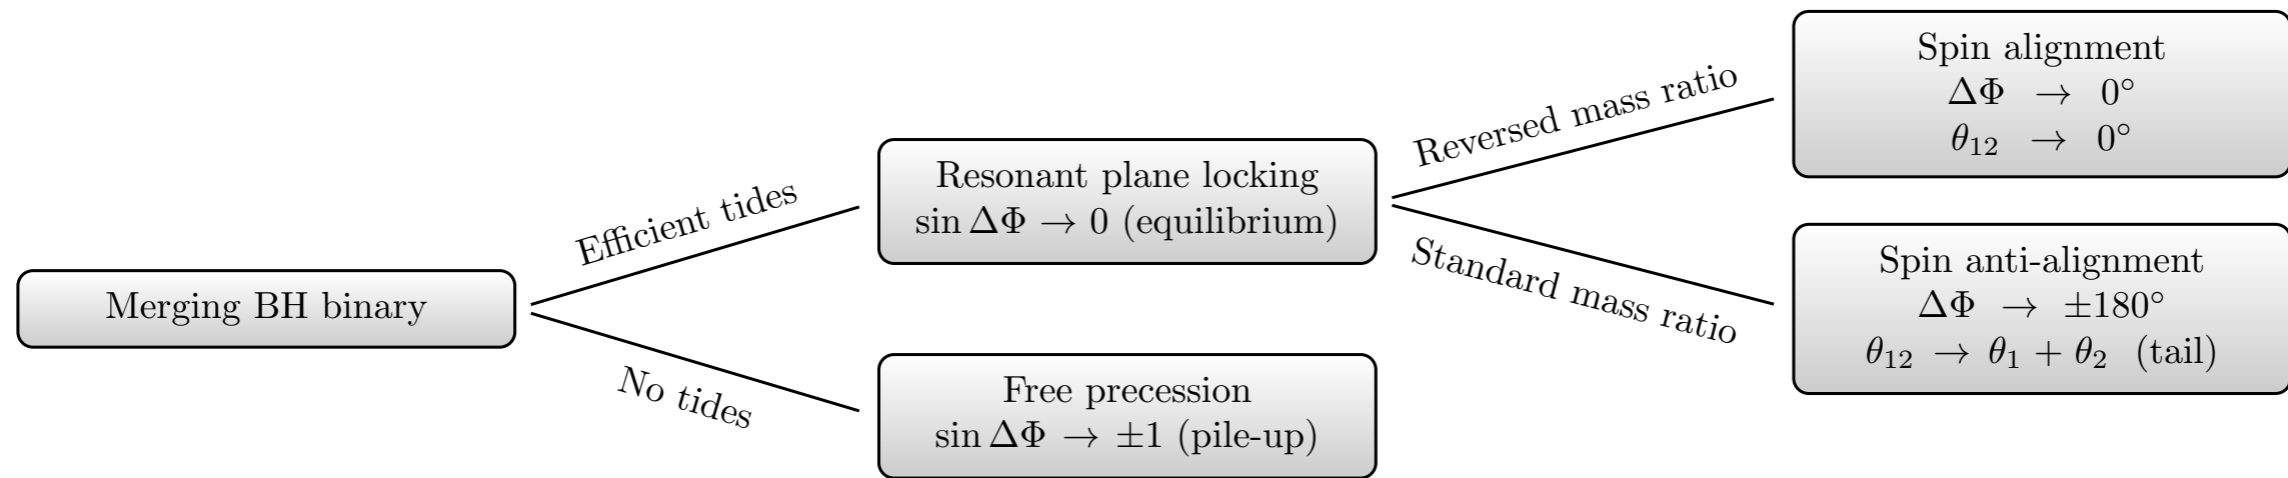 Merging BH binary
Efficient tides
No tides
Resonant plane locking
sin ΔΦ → 0 (equilibrium)
Free precession
sin ΔΦ → ±1 (pile-up)
Reversed mass ratio
Standard mass ratio
Spin alignment
ΔΦ → 0°
θ₁₂ → 0°
Spin anti-alignment
ΔΦ → ±180°
θ₁₂ → θ₁ + θ₂ (tail)